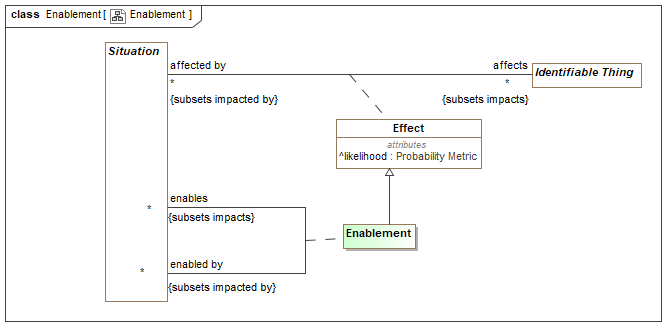 class Enablement [ Enablement ]
Situation
affected by
affects
*
*
{subsets impacted by}
{subsets impacts}
Identifiable Thing
Effect
attributes
^likelihood : Probability Metric
enables
*
{subsets impacts}
Enablement
enabled by
*
{subsets impacted by}